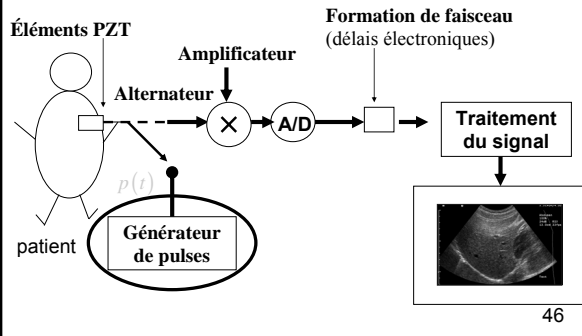 Formation de faisceau
(délais électroniques)
Éléments PZT
Amplificateur
Alternateur
×
A/D
Traitement
du signal
p(t)
Générateur
de pulses
patient
46